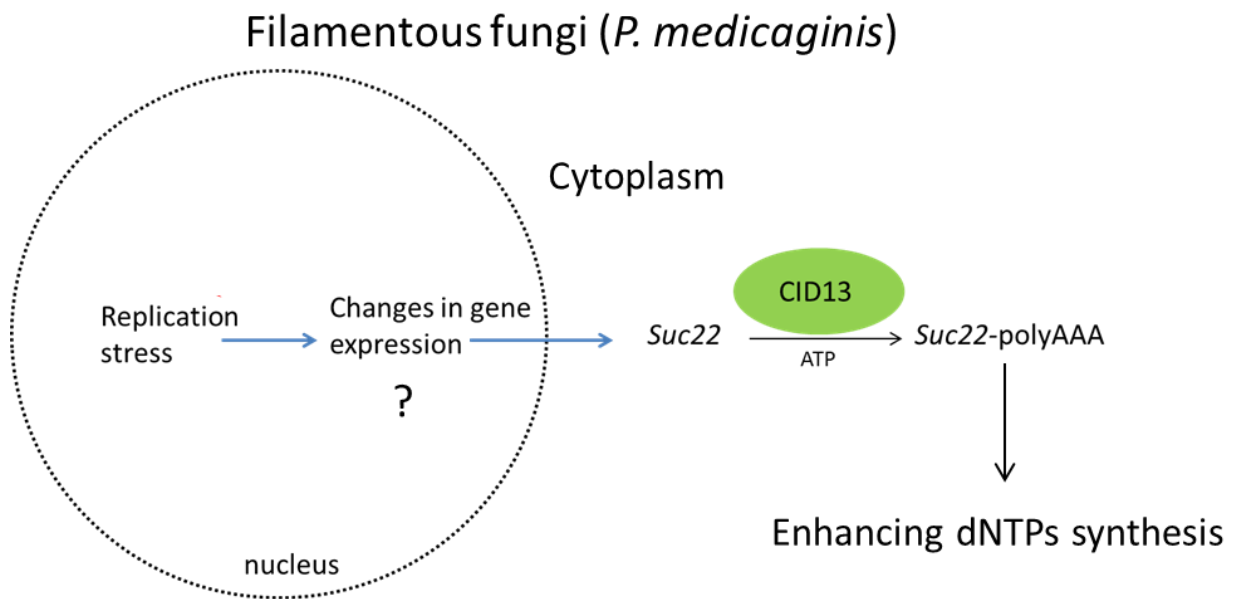 Filamentous fungi (P. medicaginis)
Cytoplasm
Replication
stress
Changes in gene
expression
?
Suc22
CID13
ATP
Suc22-polyAAA
Enhancing dNTPs synthesis
nucleus